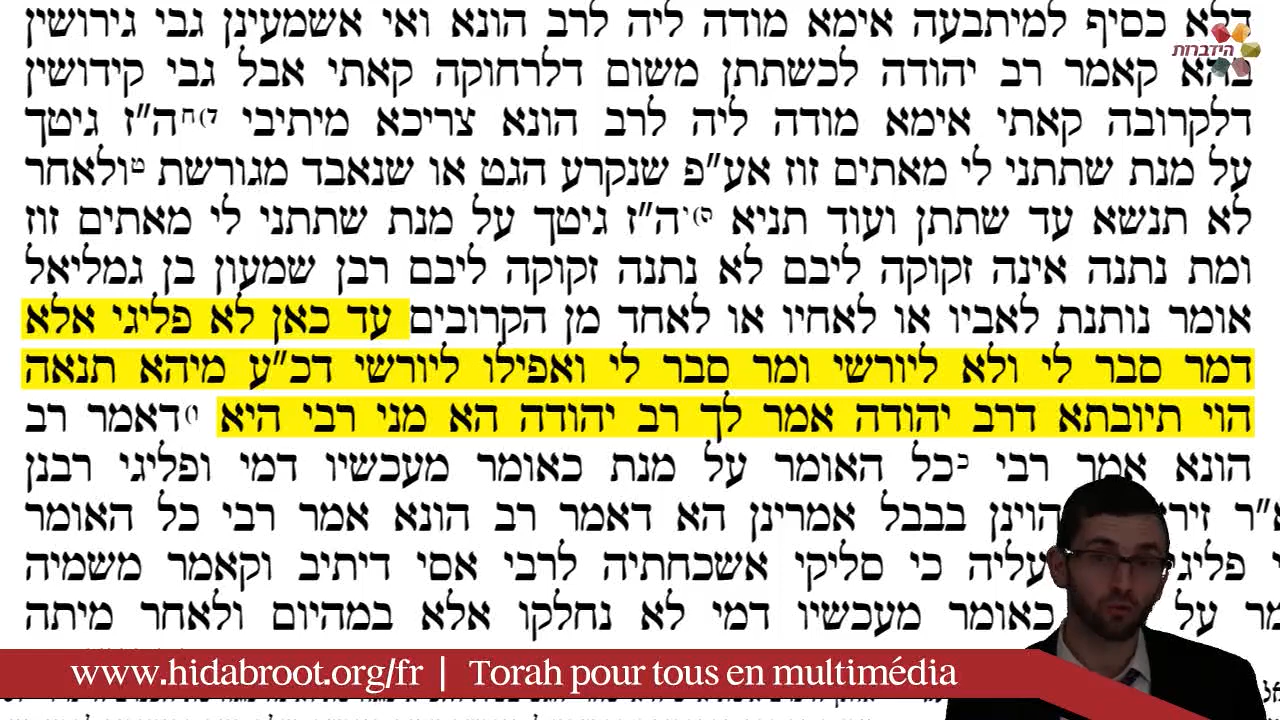 הידברות
דלא כסיף למיתבעה אימא מודה ליה לרב הונא ואי אשמעינן גבי גירושין
בהא קאמר רב יהודה לכשתתן משום דלרחוקה קאתי אבל גבי קידושין
דלקרובה קאתי אימא מודה ליה לרב הונא צריכא מיתיבי ה"ז גיטך
על מנת שתתני לי מאתים זוז אע"פ שנקרע הגט או שנאבד מגורשת ולאחר
לא תנשא עד שתתן ועוד תניא ה"ז גיטך על מנת שתתני לי מאתים זוז
ומת נתנה אינה זקוקה ליבם לא נתנה זקוקה ליבם רבן שמעון בן גמליאל
אומר נותנת לאביו או לאחיו או לאחד מן הקרובים עד כאן לא פליגי אלא
דמר סבר לי ולא ליורשי ומר סבר לי ואפילו ליורשי דכ"ע מיהא תנאה
הוי תיובתא דרב יהודה אמר לך רב יהודה הא מני רבי היא דאמר רב
הונא אמר רבי כל האומר על מנת כאומר מעכשיו דמי ופליגי רבנן
א"ר הוינן בבבל אמרינן הא דאמר רב הונא אמר רבי כל האומר
עליה כי סליקי אשכחתיה לרבי אסי דיתיב וקאמר משמיה
על כאומר מעכשיו דמי לא נחלקו אלא במהיום ולאחר מיתה
www.hidabroot.org/fr | Torah pour tous en multimédia